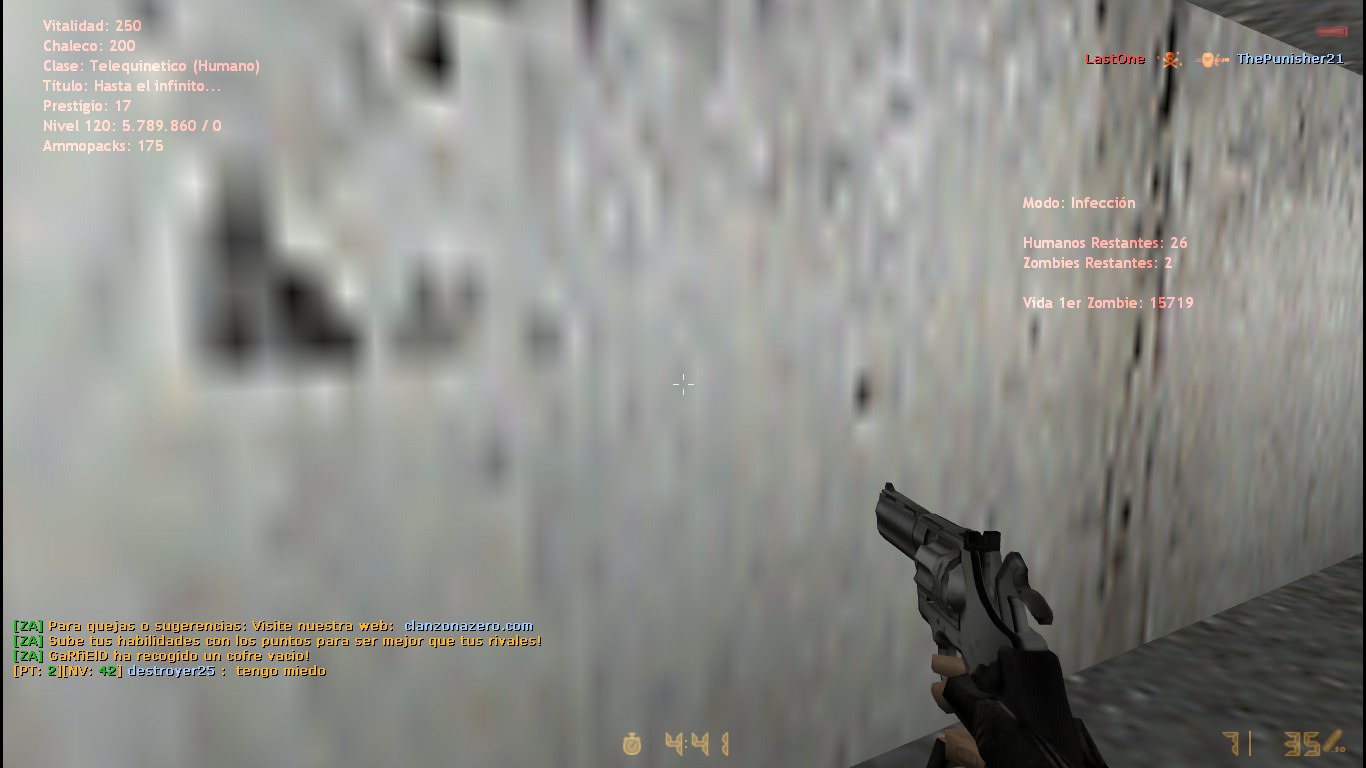 Vitalidad: 250
Chaleco: 200
Clase: Telequinetico (Humano)
Titulo: Hasta el infinito...
Prestigio: 17
Nivel 120: 5.789.860 / 0
Ammopacks: 175
LastOne ThePunisher21
Modo: Infección
Humanos Restantes: 26
Zombies Restantes: 2
Vida 1er Zombie: 15719
[ZA] Para quejas o sugerencias: Visite nuestra web: clanzonazero.com
[ZA] Sube tus habilidades con los puntos para ser mejor que tus rivales!
[ZA] GaRfiElD ha recogido un cofre vacio!
[PT: 2][NV: 42] destroyer25 : tengo miedo
4:41 7| 35